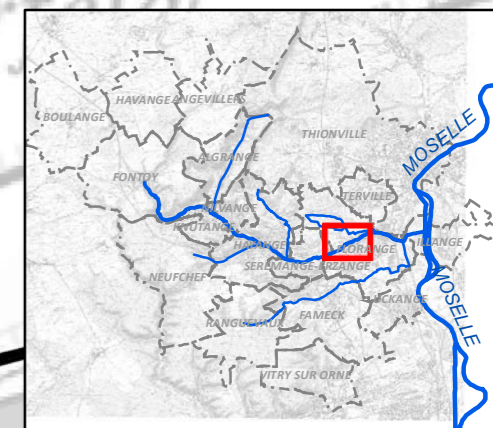 HAVANGE
ANGEVILLERS
BOULANGE
THIONVILLE
MOSELLE
ALGRANGE
FONTOY
TERVILLE
KNUTANGE
HAYANGE
FLORANGE
ILLANGE
SEREMANGE-ERZANGE
NEUFCHEF
UCKANGE
MOSELLE
RANGUEVAUX
FAMECK
VITRY SUR ORNE